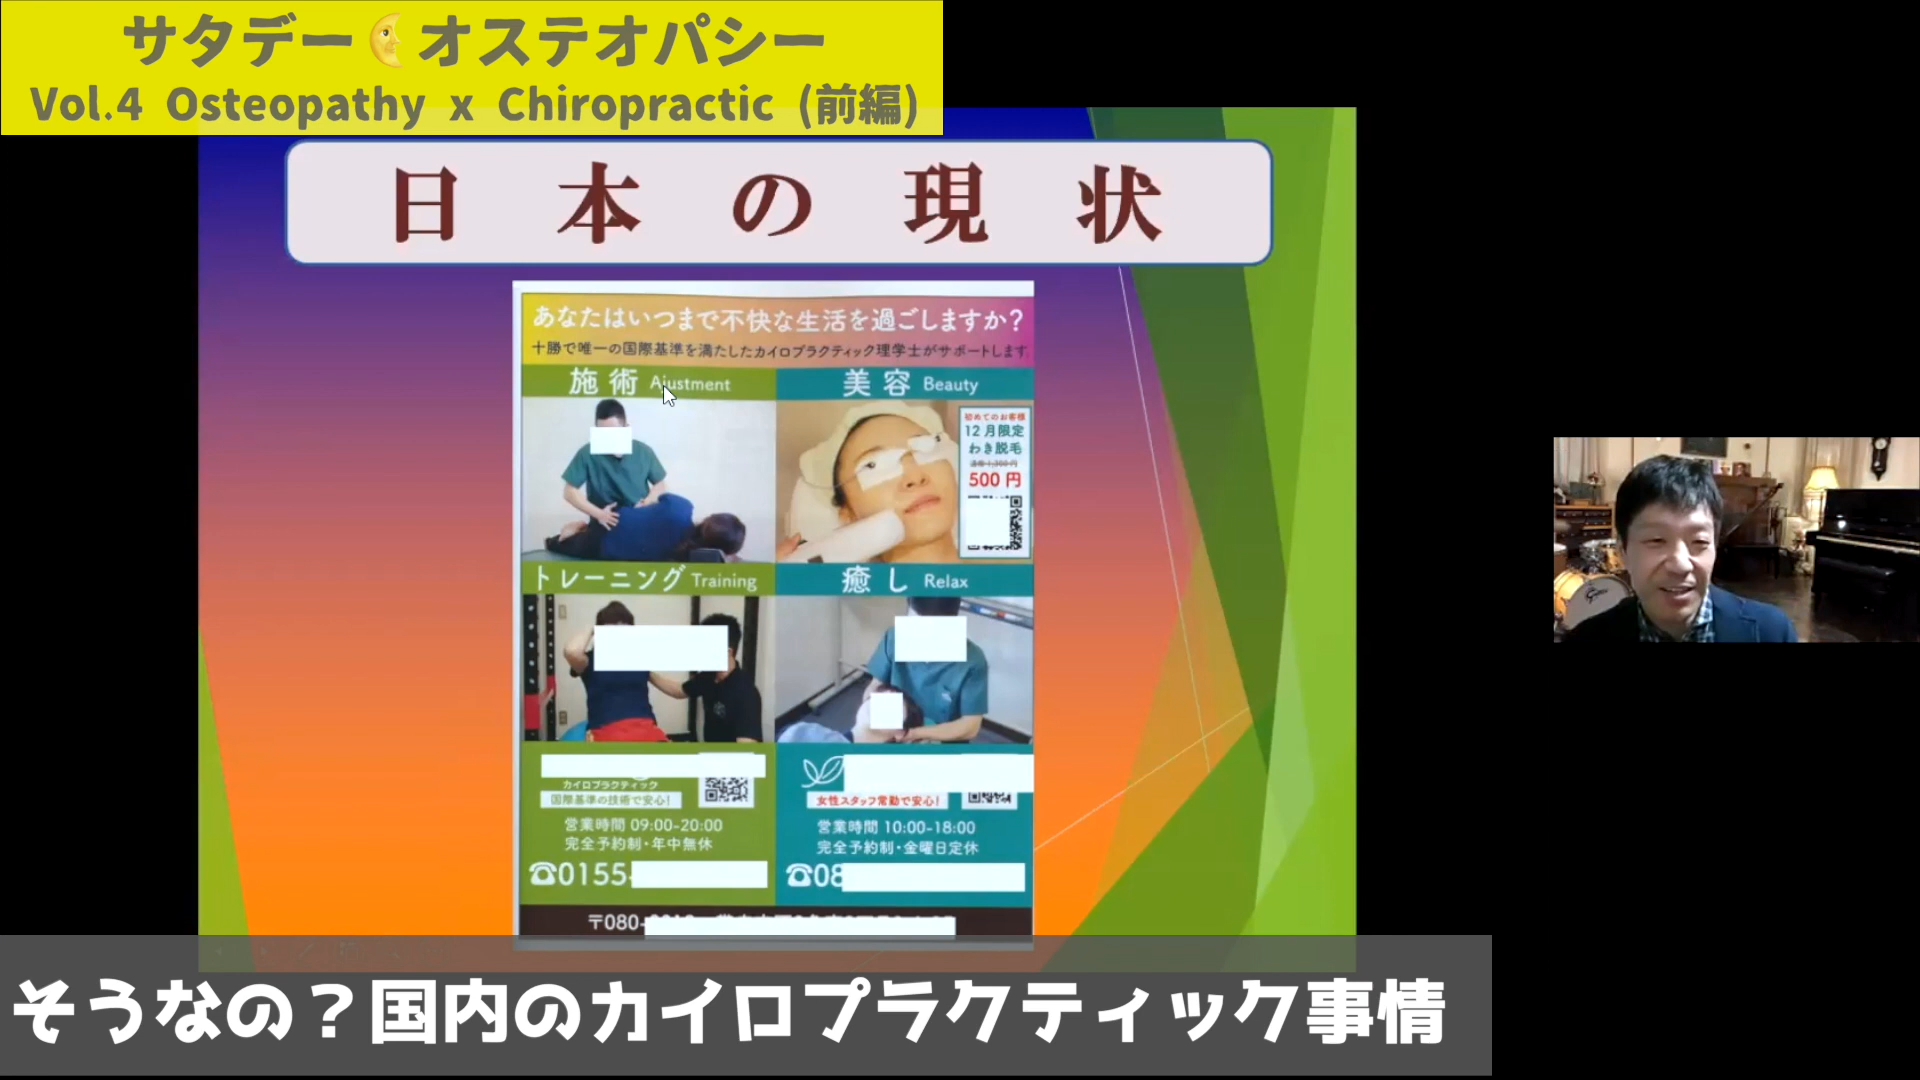 サタデー🌜オステオパシー
Vol.4 Osteopathy x Chiropractic (前編)
日本の現状
あなたはいつまで不快な生活を過ごしますか?
十勝で唯一の国際基準を満たしたカイロプラクティック理学士がサポートします
施術 Ajustment
美容 Beauty
初めてのお客様
12月限定
わき脱毛
500円
トレーニング Training
癒し Relax
カイロプラクティック
国際基準の技術で安心!
営業時間 09:00-20:00
完全予約制・年中無休
☎0155-
女性スタッフ常勤で安心!
営業時間 10:00-18:00
完全予約制・金曜日定休
☎08
〒080-
そうなの?国内のカイロプラクティック事情